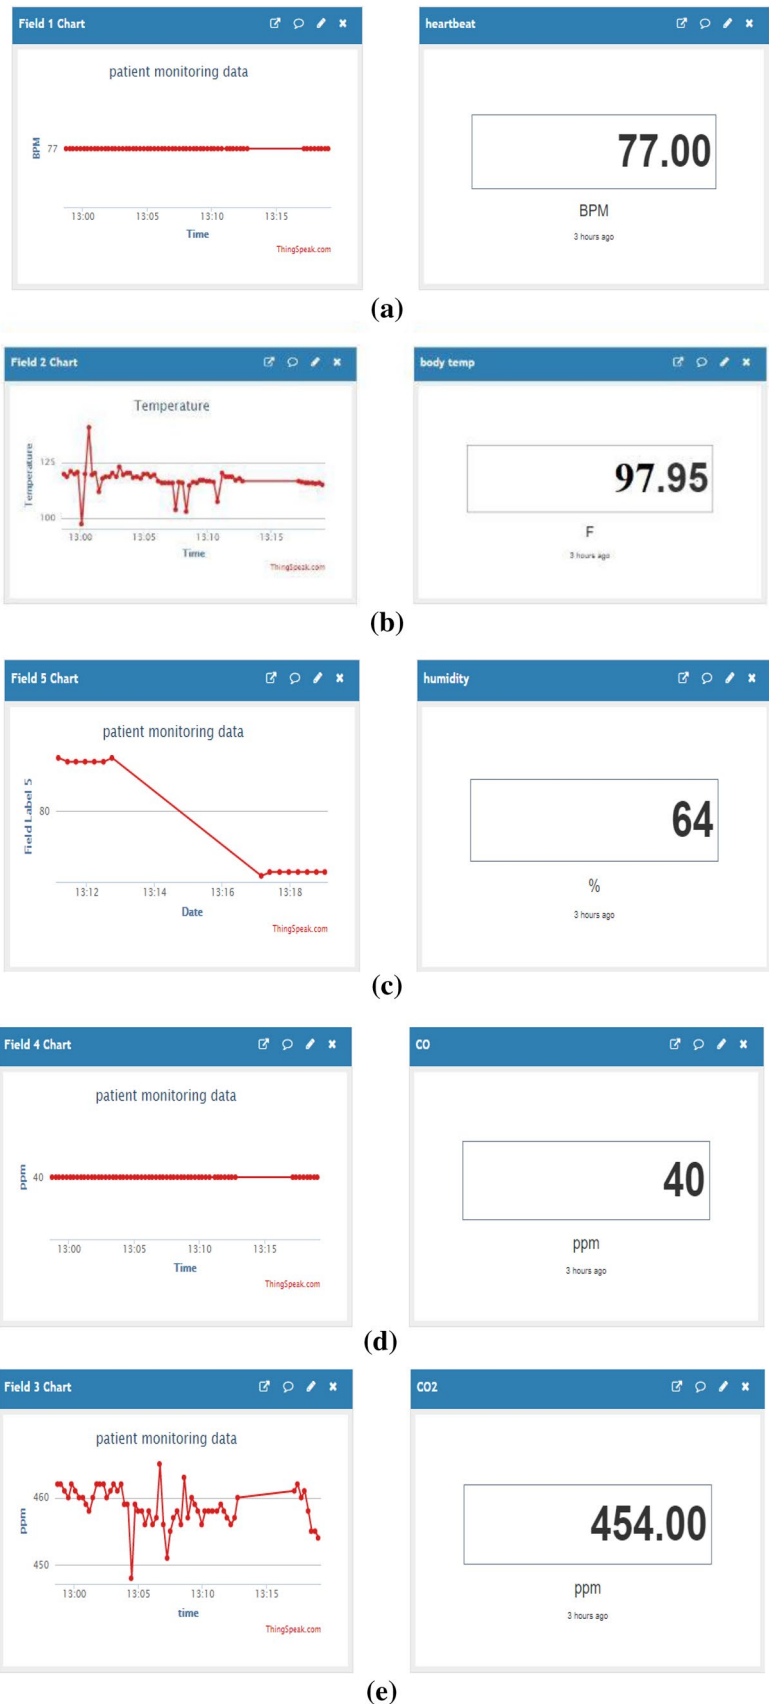 Field 1 Chart
patient monitoring data
BPM
77
13:00 13:05 13:10 13:15
Time
ThingSpeak.com
heartbeat
77.00
BPM
3 hours ago
(a)
Field 2 Chart
Temperature
Temperature
125
100
13:00 13:05 13:10 13:15
Time
ThingSpeak.com
body temp
97.95
F
3 hours ago
(b)
Field 5 Chart
patient monitoring data
Field Label 5
80
13:12 13:14 13:16 13:18
Date
ThingSpeak.com
humidity
64
%
3 hours ago
(c)
Field 4 Chart
patient monitoring data
ppm
40
13:00 13:05 13:10 13:15
Time
ThingSpeak.com
CO
40
ppm
3 hours ago
(d)
Field 3 Chart
patient monitoring data
ppm
460
450
13:00 13:05 13:10 13:15
time
ThingSpeak.com
CO2
454.00
ppm
3 hours ago
(e)